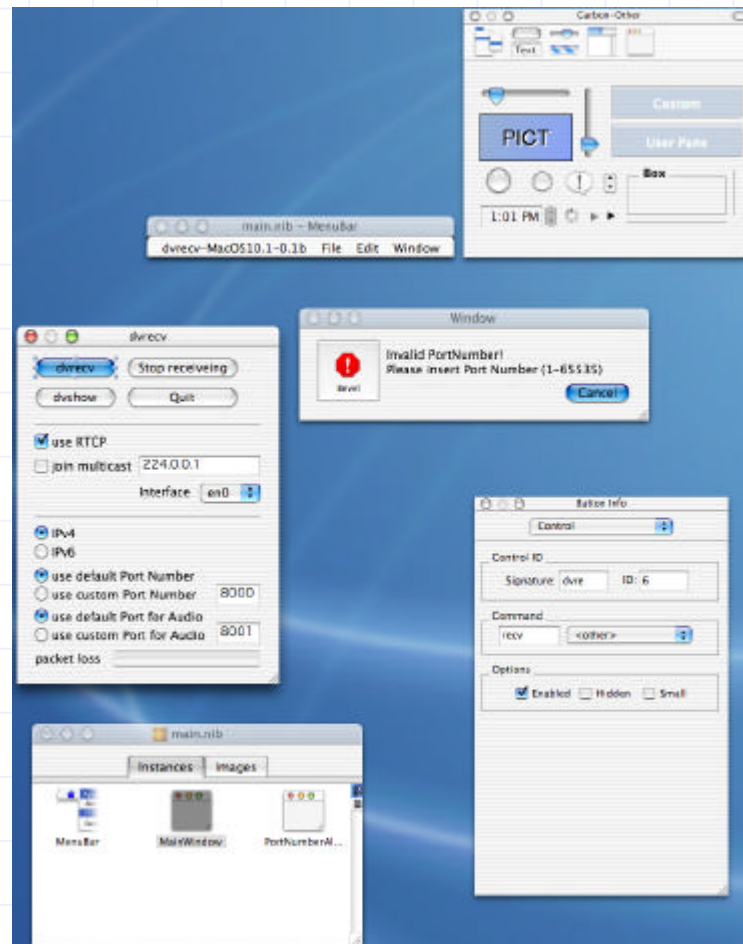 Carbon-Other
Text
Custom
PICT
User Pane
Box
1:01 PM
main.nib - MenuBar
dvrecv-MacOS10.1-0.1b File Edit Window
dvrecv
dvrecv Stop receiveing
dvshow Quit
use RTCP
join multicast 224.0.0.1
Interface en0
IPv4
IPv6
use default Port Number
use custom Port Number 8000
use default Port for Audio
use custom Port for Audio 8001
packet loss
Window
Invalid PortNumber!
Please insert Port Number (1-65535)
Bevel
Cancel
Button Info
Control
Control ID
Signature: dvre ID: 6
Command
recv <other>
Options
Enabled Hidden Small
main.nib
Instances Images
MenuBar MainWindow PortNumberAl...